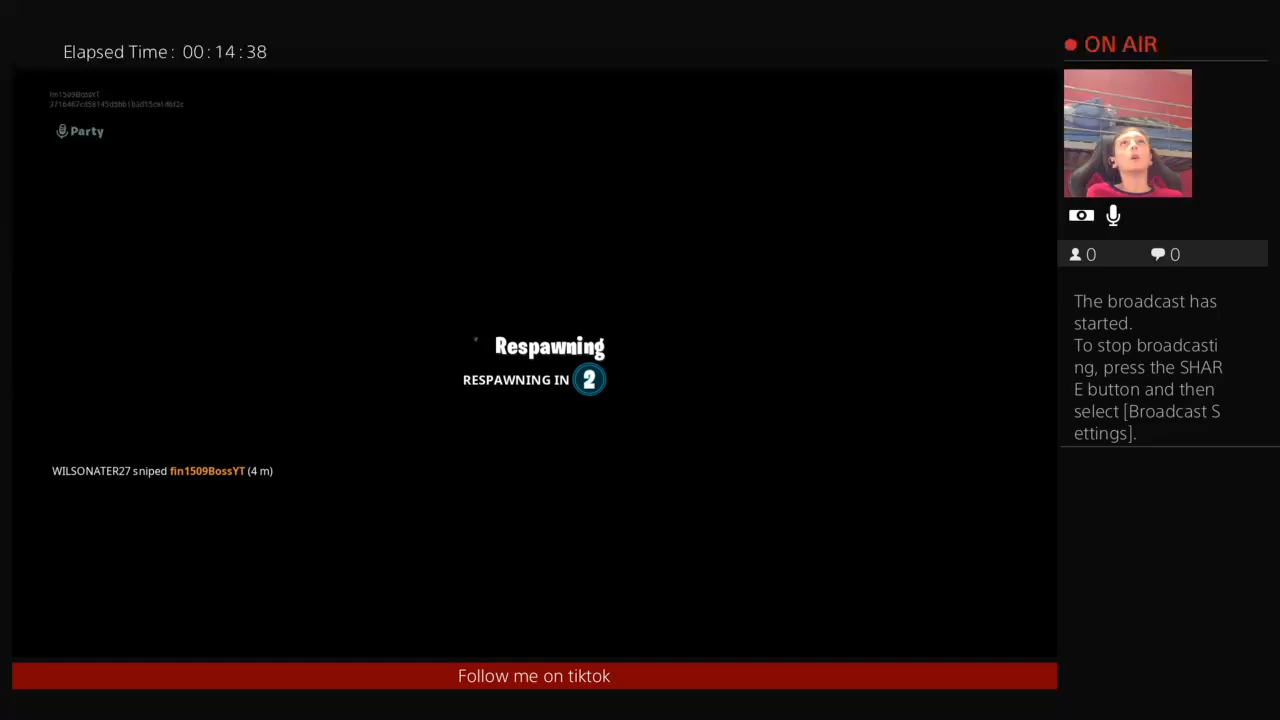 Elapsed Time: 00:14:38
ON AIR
fin1509BossYT
Party
0
0
The broadcast has
started.
To stop broadcasti
ng, press the SHAR
E button and then
select [Broadcast S
ettings].
Respawning
RESPAWNING IN 2
WILSONATER27 sniped fin1509BossYT (4 m)
Follow me on tiktok